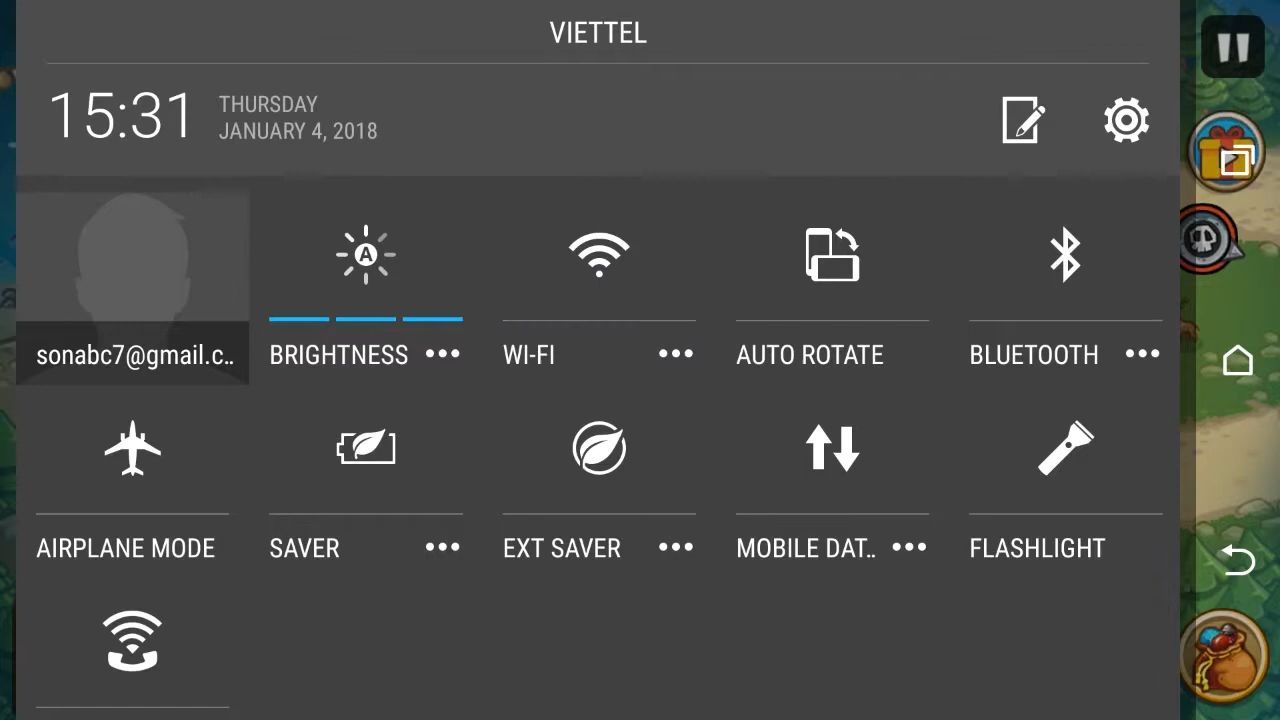 VIETTEL
15:31
THURSDAY
JANUARY 4, 2018
sonabc7@gmail.c..
BRIGHTNESS
WI-FI
AUTO ROTATE
BLUETOOTH
AIRPLANE MODE
SAVER
EXT SAVER
MOBILE DAT..
FLASHLIGHT